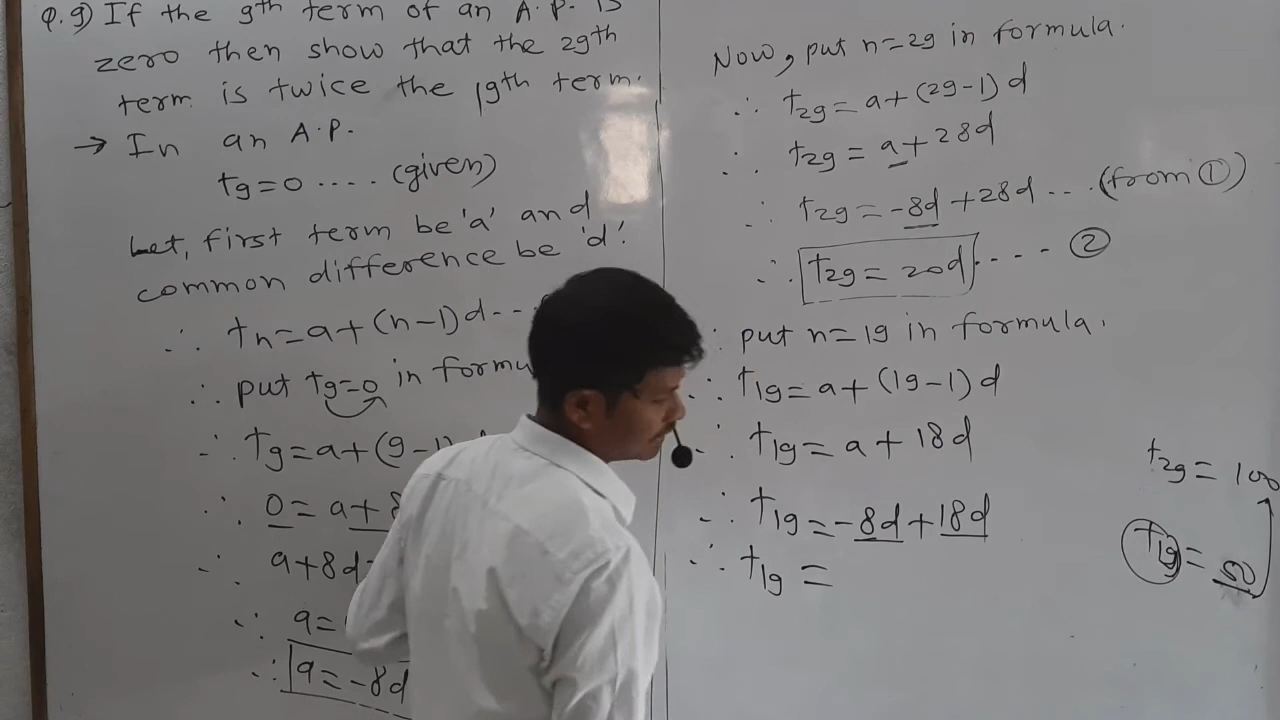 Q.9) If the 9th term of an A.P. is
zero then show that the 29th
term is twice the 19th term.
→ In an A.P.
t9=0 .... (given)
Let, first term be 'a' and
common difference be 'd'.
∴ tn=a+(n-1)d...
∴ put t9=0 in formu
∴ t9=a+(9-1)
∴ 0=a+8
∴ a+8d
∴ a=
∴ a=-8d
Now, put n=29 in formula.
∴ t29=a+(29-1)d
∴ t29=a+28d
∴ t29=-8d+28d ... (from ①)
∴ t29=20d .... ②
∴ put n=19 in formula.
∴ t19=a+(19-1)d
∴ t19=a+18d
∴ t19=-8d+18d
∴ t19=
t29=100
t19=50